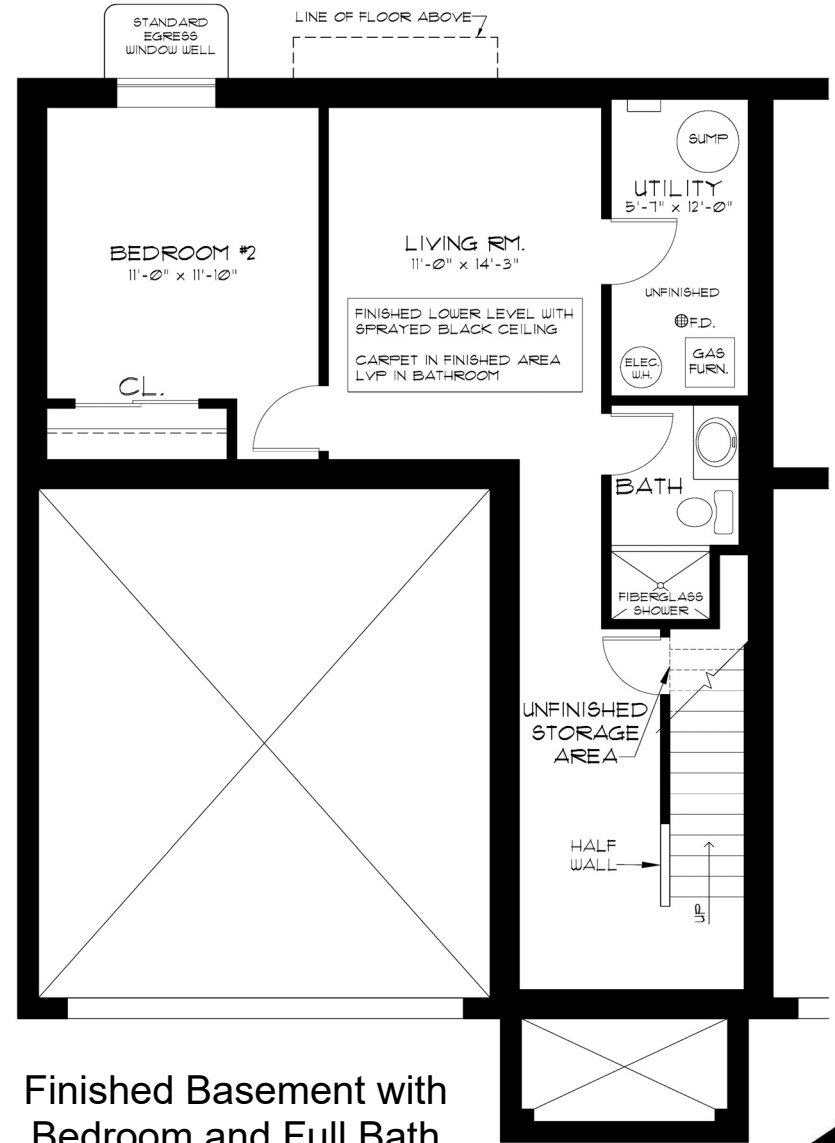 STANDARD
EGRESS
WINDOW WELL
LINE OF FLOOR ABOVE
SUMP
UTILITY
5'-7" x 12'-0"
BEDROOM #2
11'-0" x 11'-10"
LIVING RM.
11'-0" x 14'-3"
UNFINISHED
FINISHED LOWER LEVEL WITH
SPRAYED BLACK CEILING
CARPET IN FINISHED AREA
LVP IN BATHROOM
F.D.
ELEC.
W.H.
GAS
FURN.
CL.
BATH
FIBERGLASS
SHOWER
UNFINISHED
STORAGE
AREA
HALF
WALL
UP
Finished Basement with
Bedroom and Full Bath